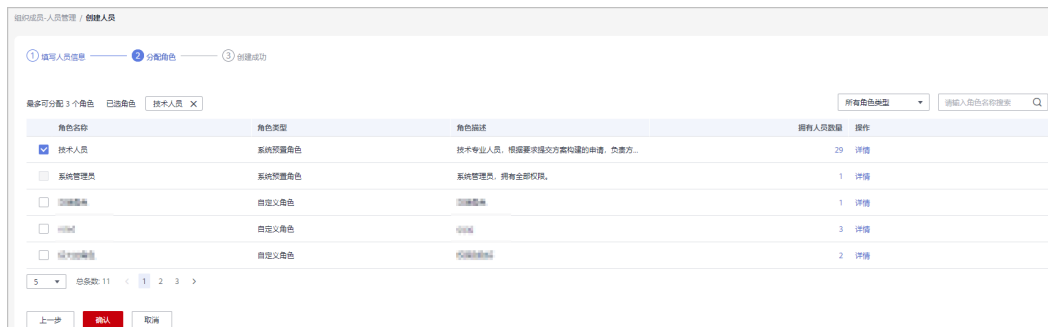 组织成员-人员管理 / 创建人员
1 填写人员信息 2 分配角色 3 创建成功
最多可分配 3 个角色 已选角色 技术人员 X 所有角色类型 请输入角色名称搜索
角色名称 角色类型 角色描述 拥有人员数量 操作
技术人员 系统预置角色 技术专业人员，根据要求提交方案构建的申请，负责方... 29 详情
系统管理员 系统预置角色 系统管理员，拥有全部权限。 1 详情
自定义角色 1 详情
自定义角色 3 详情
自定义角色 2 详情
5 总条数: 11 < 1 2 3 >
上一步 确认 取消